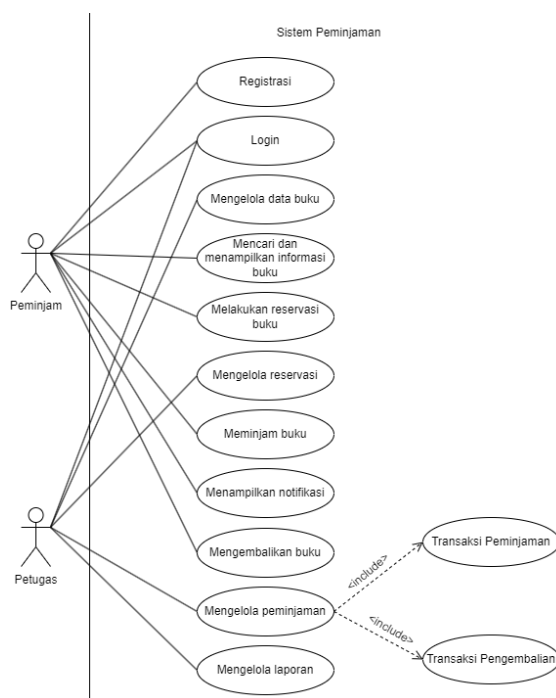 Sistem Peminjaman
Registrasi
Login
Mengelola data buku
Mencari dan
menampilkan informasi
buku
Peminjam
Melakukan reservasi
buku
Mengelola reservasi
Meminjam buku
Menampilkan notifikasi
Petugas
Mengembalikan buku
Transaksi Peminjaman
<include>
Mengelola peminjaman
<include>
Transaksi Pengembalian
Mengelola laporan